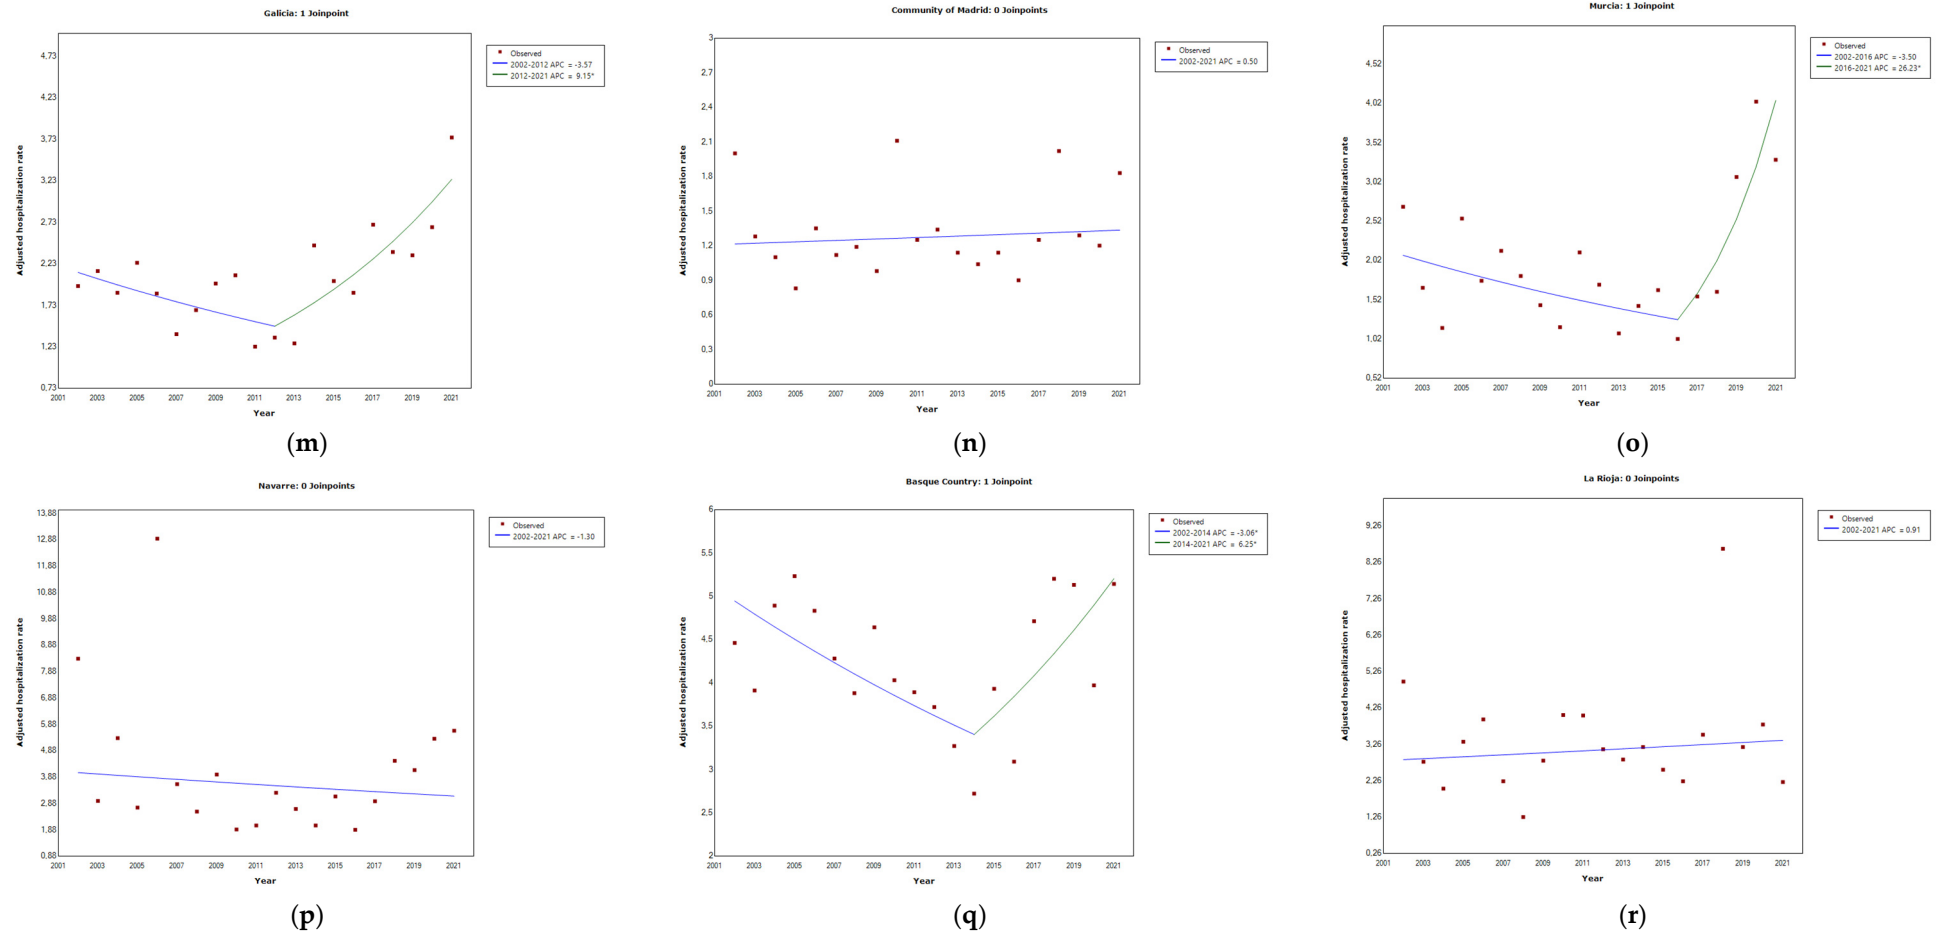 Galicia: 1 Joinpoint
Adjusted hospitalization rate
4,73
4,23
3,73
3,23
2,73
2,23
1,73
1,23
0,73
2001 2003 2005 2007 2009 2011 2013 2015 2017 2019 2021
Year
Observed
2002-2012 APC = -3.57
2012-2021 APC = 9.15*
(m)
Community of Madrid: 0 Joinpoints
Adjusted hospitalization rate
3
2,7
2,4
2,1
1,8
1,5
1,2
0,9
0,6
0,3
0
2001 2003 2005 2007 2009 2011 2013 2015 2017 2019 2021
Year
Observed
2002-2021 APC = 0.50
(n)
Murcia: 1 Joinpoint
Adjusted hospitalization rate
4,52
4,02
3,52
3,02
2,52
2,02
1,52
1,02
0,52
2001 2003 2005 2007 2009 2011 2013 2015 2017 2019 2021
Year
Observed
2002-2016 APC = -3.50
2016-2021 APC = 26.23*
(o)
Navarre: 0 Joinpoints
Adjusted hospitalization rate
13,88
12,88
11,88
10,88
9,88
8,88
7,88
6,88
5,88
4,88
3,88
2,88
1,88
0,88
2001 2003 2005 2007 2009 2011 2013 2015 2017 2019 2021
Year
Observed
2002-2021 APC = -1.30
(p)
Basque Country: 1 Joinpoint
Adjusted hospitalization rate
6
5,5
5
4,5
4
3,5
3
2,5
2
2001 2003 2005 2007 2009 2011 2013 2015 2017 2019 2021
Year
Observed
2002-2014 APC = -3.06*
2014-2021 APC = 6.25*
(q)
La Rioja: 0 Joinpoints
Adjusted hospitalization rate
9,26
8,26
7,26
6,26
5,26
4,26
3,26
2,26
1,26
0,26
2001 2003 2005 2007 2009 2011 2013 2015 2017 2019 2021
Year
Observed
2002-2021 APC = 0.91
(r)